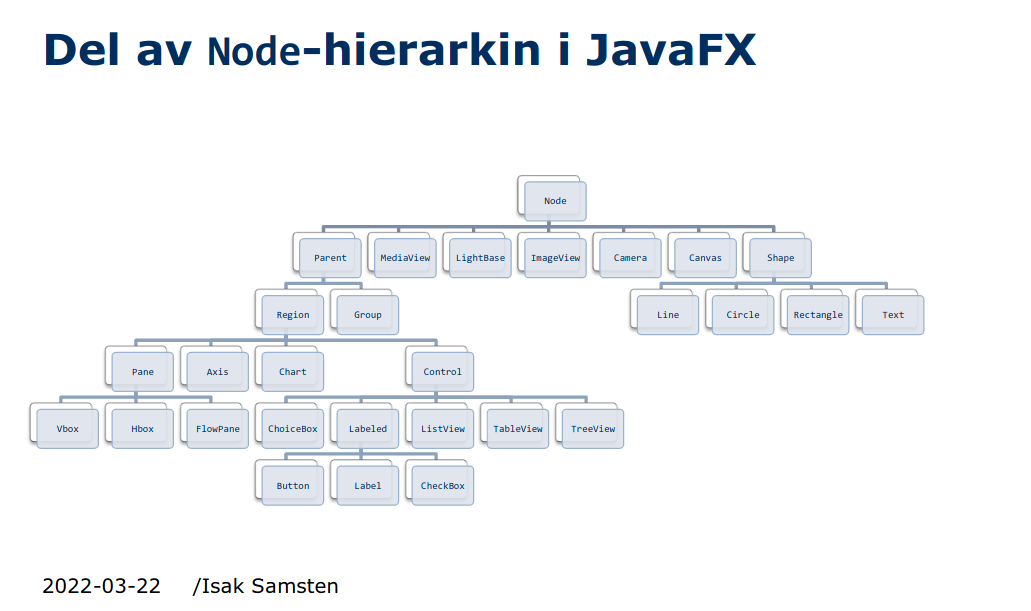 Del av Node-hierarkin i JavaFX
Node
Parent MediaView LightBase ImageView Camera Canvas Shape
Region Group Line Circle Rectangle Text
Pane Axis Chart Control
Vbox Hbox FlowPane ChoiceBox Labeled ListView TableView TreeView
Button Label CheckBox
2022-03-22 /Isak Samsten